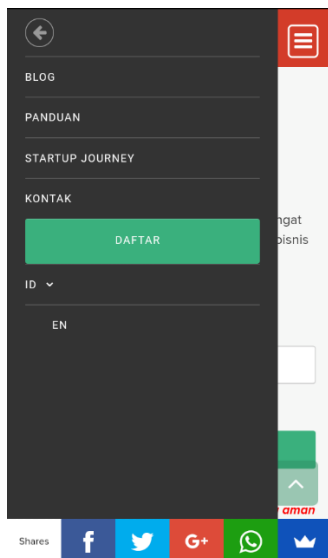 BLOG
PANDUAN
STARTUP JOURNEY
KONTAK
ngat
DAFTAR
bisnis
ID
EN
aman
Shares
f
G+